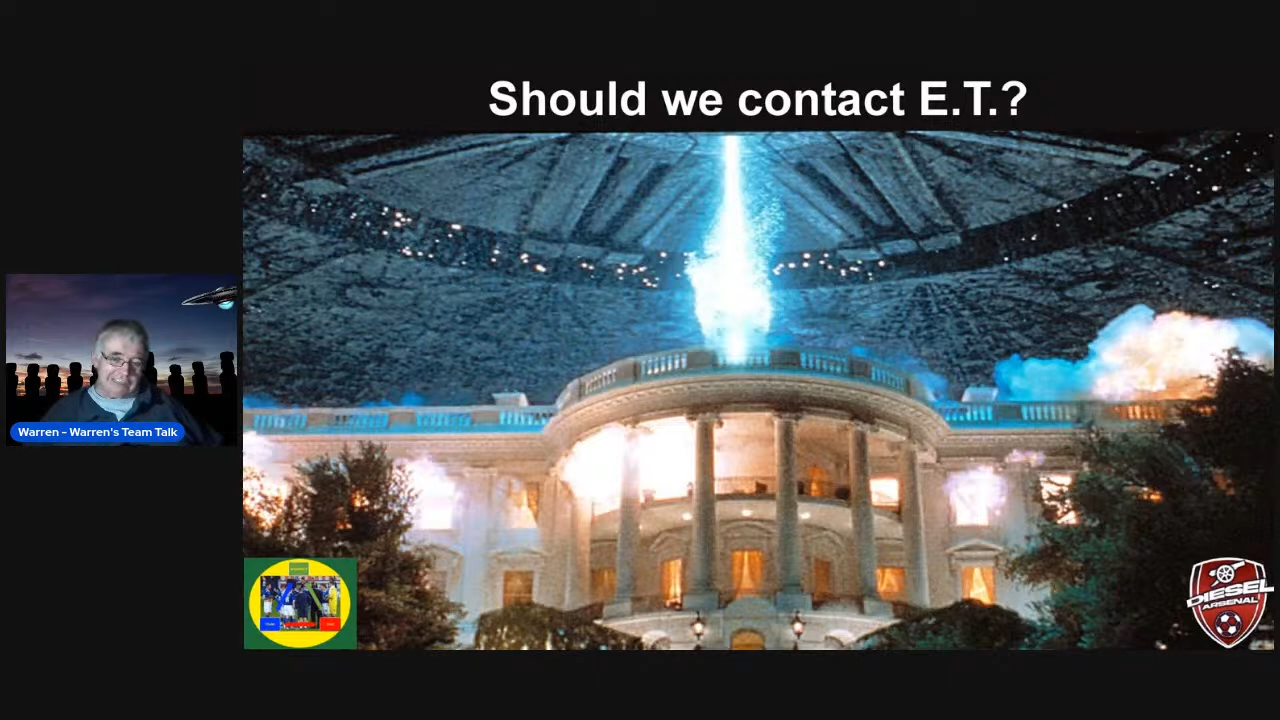 Should we contact E.T.?
Warren – Warren's Team Talk
DIESEL
ARSENAL